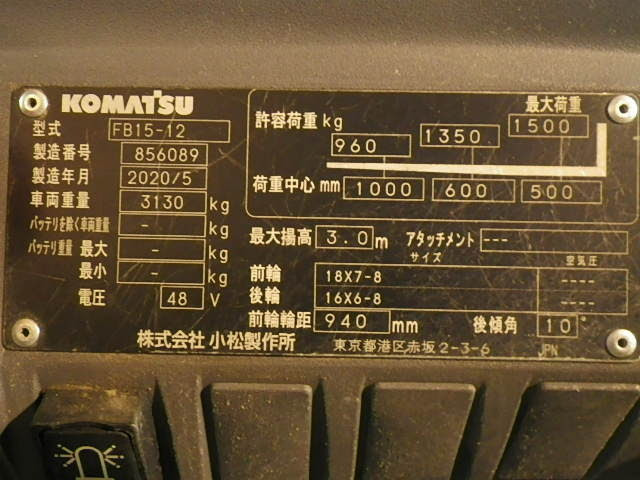 KOMATSU
型式 FB15-12
製造番号 856089
製造年月 2020/5
車両重量 3130 kg
バッテリを除く車両重量 - kg
バッテリ重量 最大 - kg
最小 - kg
電圧 48 V
最大荷重
許容荷重 kg 960 1350 1500
荷重中心 mm 1000 600 500
最大揚高 3.0 m アタッチメント ---
サイズ 空気圧
前輪 18X7-8 ----
後輪 16X6-8 ----
前輪輪距 940 mm 後傾角 10°
株式会社 小松製作所 東京都港区赤坂2-3-6 JPN